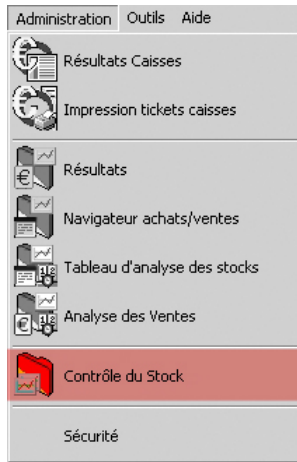 Administration Outils Aide
Résultats Caisses
Impression tickets caisses
Résultats
Navigateur achats/ventes
Tableau d'analyse des stocks
Analyse des Ventes
Contrôle du Stock
Sécurité